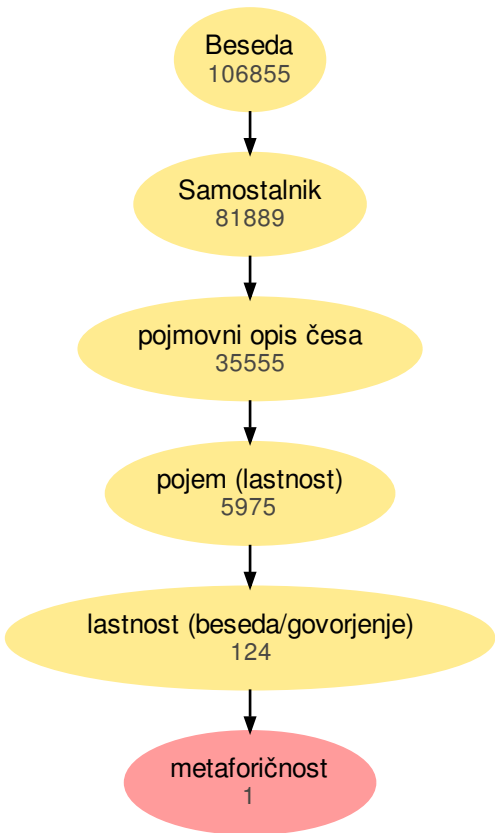 Beseda
106855
Samostalnik
81889
pojmovni opis česa
35555
pojem (lastnost)
5975
lastnost (beseda/govorjenje)
124
metaforičnost
1